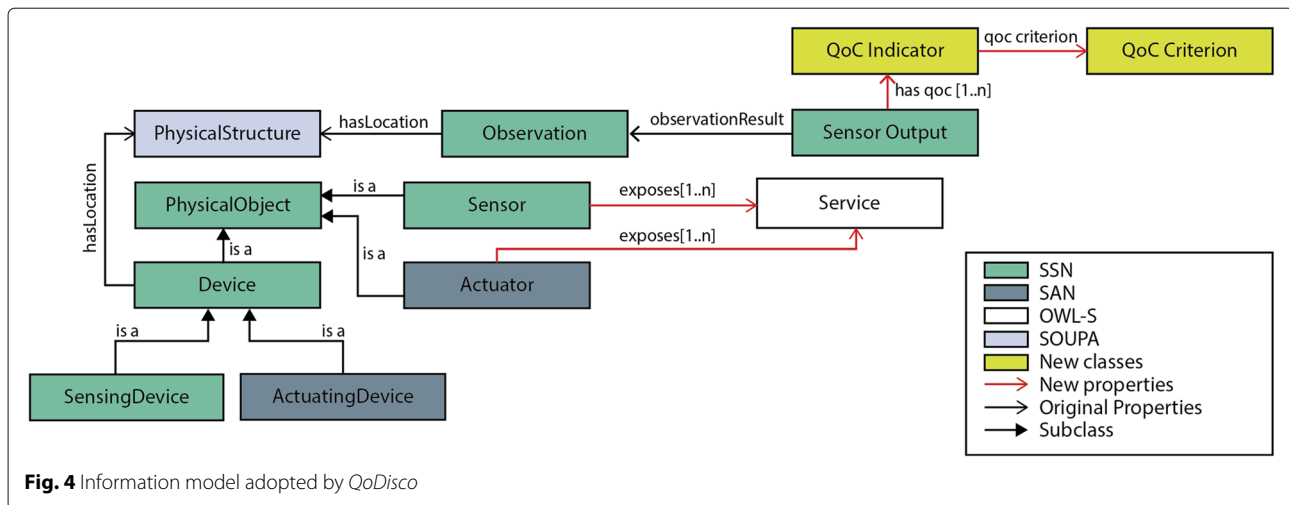 QoC Indicator
qoc criterion
QoC Criterion
has qoc [1..n]
PhysicalStructure
hasLocation
Observation
observationResult
Sensor Output
hasLocation
PhysicalObject
is a
Sensor
exposes[1..n]
Service
is a
is a
exposes[1..n]
Device
Actuator
is a
is a
SensingDevice
ActuatingDevice
SSN
SAN
OWL-S
SOUPA
New classes
New properties
Original Properties
Subclass
Fig. 4 Information model adopted by QoDisco